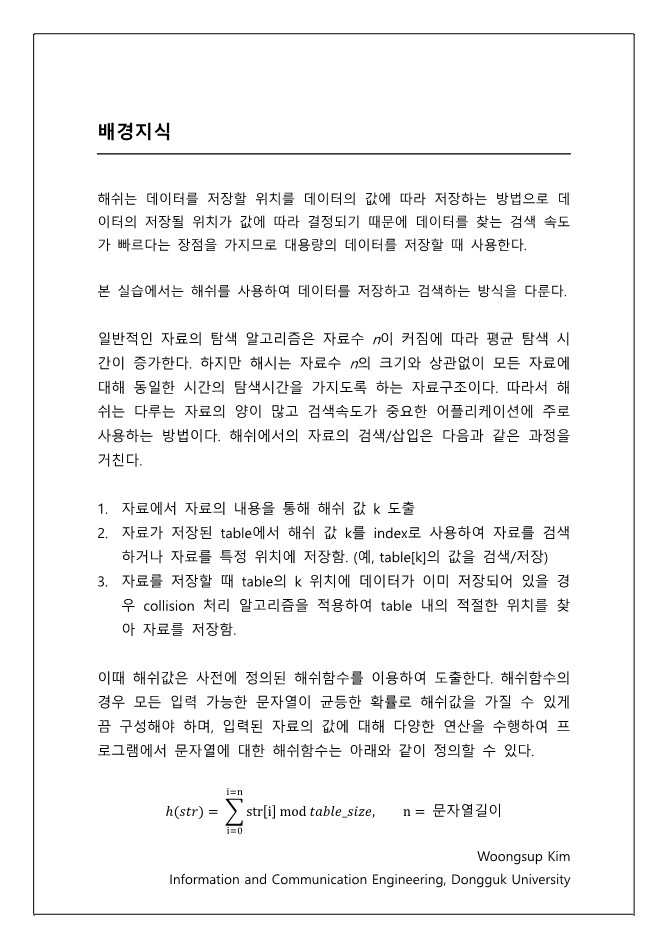 배경지식
해쉬는 데이터를 저장할 위치를 데이터의 값에 따라 저장하는 방법으로 데
이터의 저장될 위치가 값에 따라 결정되기 때문에 데이터를 찾는 검색 속도
가 빠르다는 장점을 가지므로 대용량의 데이터를 저장할 때 사용한다.
본 실습에서는 해쉬를 사용하여 데이터를 저장하고 검색하는 방식을 다룬다.
일반적인 자료의 탐색 알고리즘은 자료수 n이 커짐에 따라 평균 탐색 시
간이 증가한다. 하지만 해시는 자료수 n의 크기와 상관없이 모든 자료에
대해 동일한 시간의 탐색시간을 가지도록 하는 자료구조이다. 따라서 해
쉬는 다루는 자료의 양이 많고 검색속도가 중요한 어플리케이션에 주로
사용하는 방법이다. 해쉬에서의 자료의 검색/삽입은 다음과 같은 과정을
거친다.
1. 자료에서 자료의 내용을 통해 해쉬 값 k 도출
2. 자료가 저장된 table에서 해쉬 값 k를 index로 사용하여 자료를 검색
하거나 자료를 특정 위치에 저장함. (예, table[k]의 값을 검색/저장)
3. 자료를 저장할 때 table의 k 위치에 데이터가 이미 저장되어 있을 경
우 collision 처리 알고리즘을 적용하여 table 내의 적절한 위치를 찾
아 자료를 저장함.
이때 해쉬값은 사전에 정의된 해쉬함수를 이용하여 도출한다. 해쉬함수의
경우 모든 입력 가능한 문자열이 균등한 확률로 해쉬값을 가질 수 있게
끔 구성해야 하며, 입력된 자료의 값에 대해 다양한 연산을 수행하여 프
로그램에서 문자열에 대한 해쉬함수는 아래와 같이 정의할 수 있다.
i=n
h(str) = ∑ str[i] mod table_size, n = 문자열길이
i=0
Woongsup Kim
Information and Communication Engineering, Dongguk University